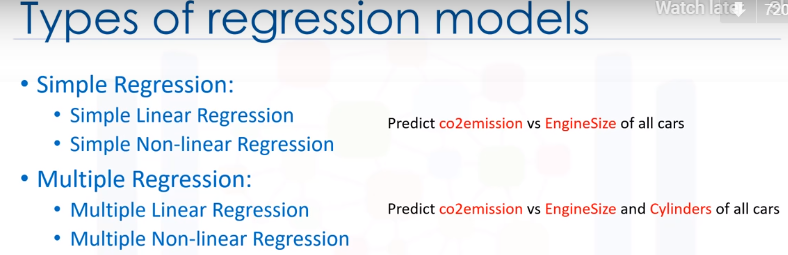 Types of regression models
Watch late 720
• Simple Regression:
• Simple Linear Regression
Predict co2emission vs EngineSize of all cars
• Simple Non-linear Regression
• Multiple Regression:
• Multiple Linear Regression
Predict co2emission vs EngineSize and Cylinders of all cars
• Multiple Non-linear Regression